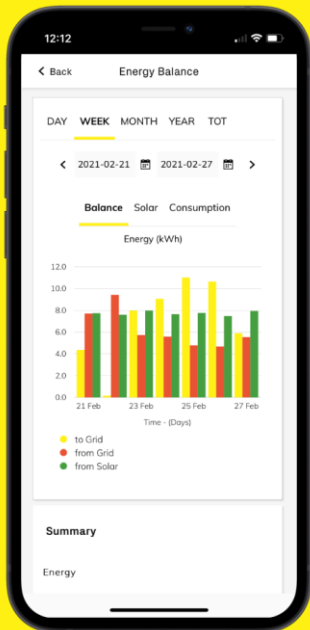 12:12
Back Energy Balance
DAY WEEK MONTH YEAR TOT
2021-02-21 2021-02-27
Balance Solar Consumption
Energy (kWh)
12.0
10.0
8.0
6.0
4.0
2.0
0.0
21 Feb 23 Feb 25 Feb 27 Feb
Time - (Days)
to Grid
from Grid
from Solar
Summary
Energy